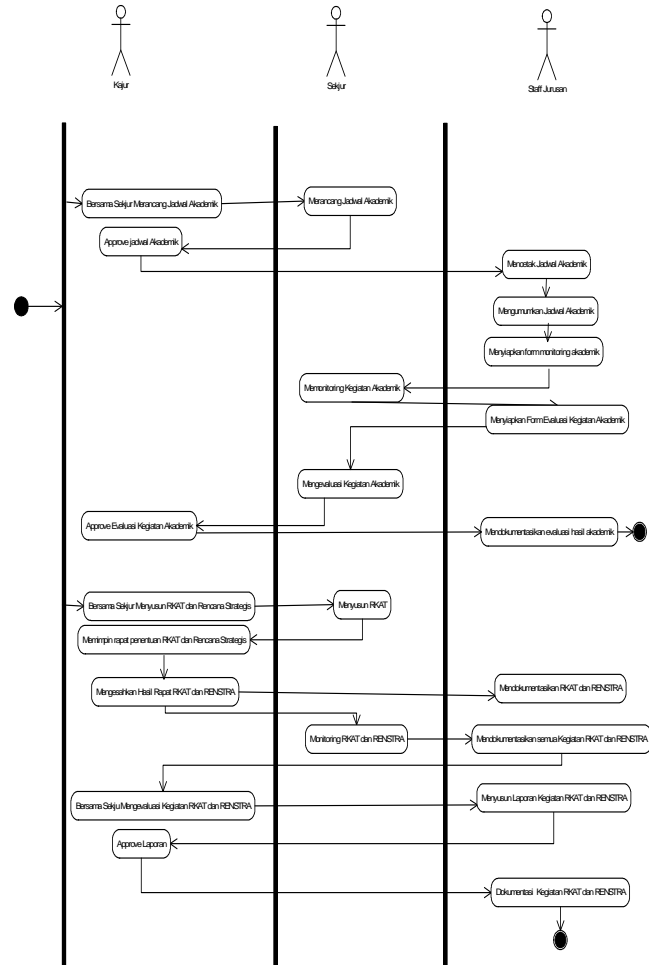 Kajur
Sekjur
Staff Jurusan
Bersama Sekjur Merancang Jadwal Akademik
Merancang Jadwal Akademik
Approve jadwal Akademik
Mencetak Jadwal Akademik
Mengumumkan Jadwal Akademik
Menyiapkan form monitoring akademik
Memonitoring Kegiatan Akademik
Menyiapkan Form Evaluasi Kegiatan Akademik
Mengevaluasi Kegiatan Akademik
Approve Evaluasi Kegiatan Akademik
Mendokumentasikan evaluasi hasil akademik
Bersama Sekjur Menyusun RKAT dan Rencana Strategis
Menyusun RKAT
Memimpin rapat penentuan RKAT dan Rencana Strategis
Mengesahkan Hasil Rapat RKAT dan RENSTRA
Mendokumentasikan RKAT dan RENSTRA
Monitoring RKAT dan RENSTRA
Mendokumentasikan semua Kegiatan RKAT dan RENSTRA
Bersama Sekju Mengevaluasi Kegiatan RKAT dan RENSTRA
Menyusun Laporan Kegiatan RKAT dan RENSTRA
Approve Laporan
Dokumentasi Kegiatan RKAT dan RENSTRA